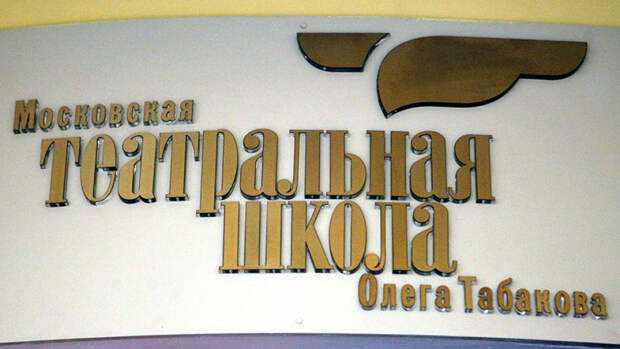 Московская
театральная
школа
Олега Табакова